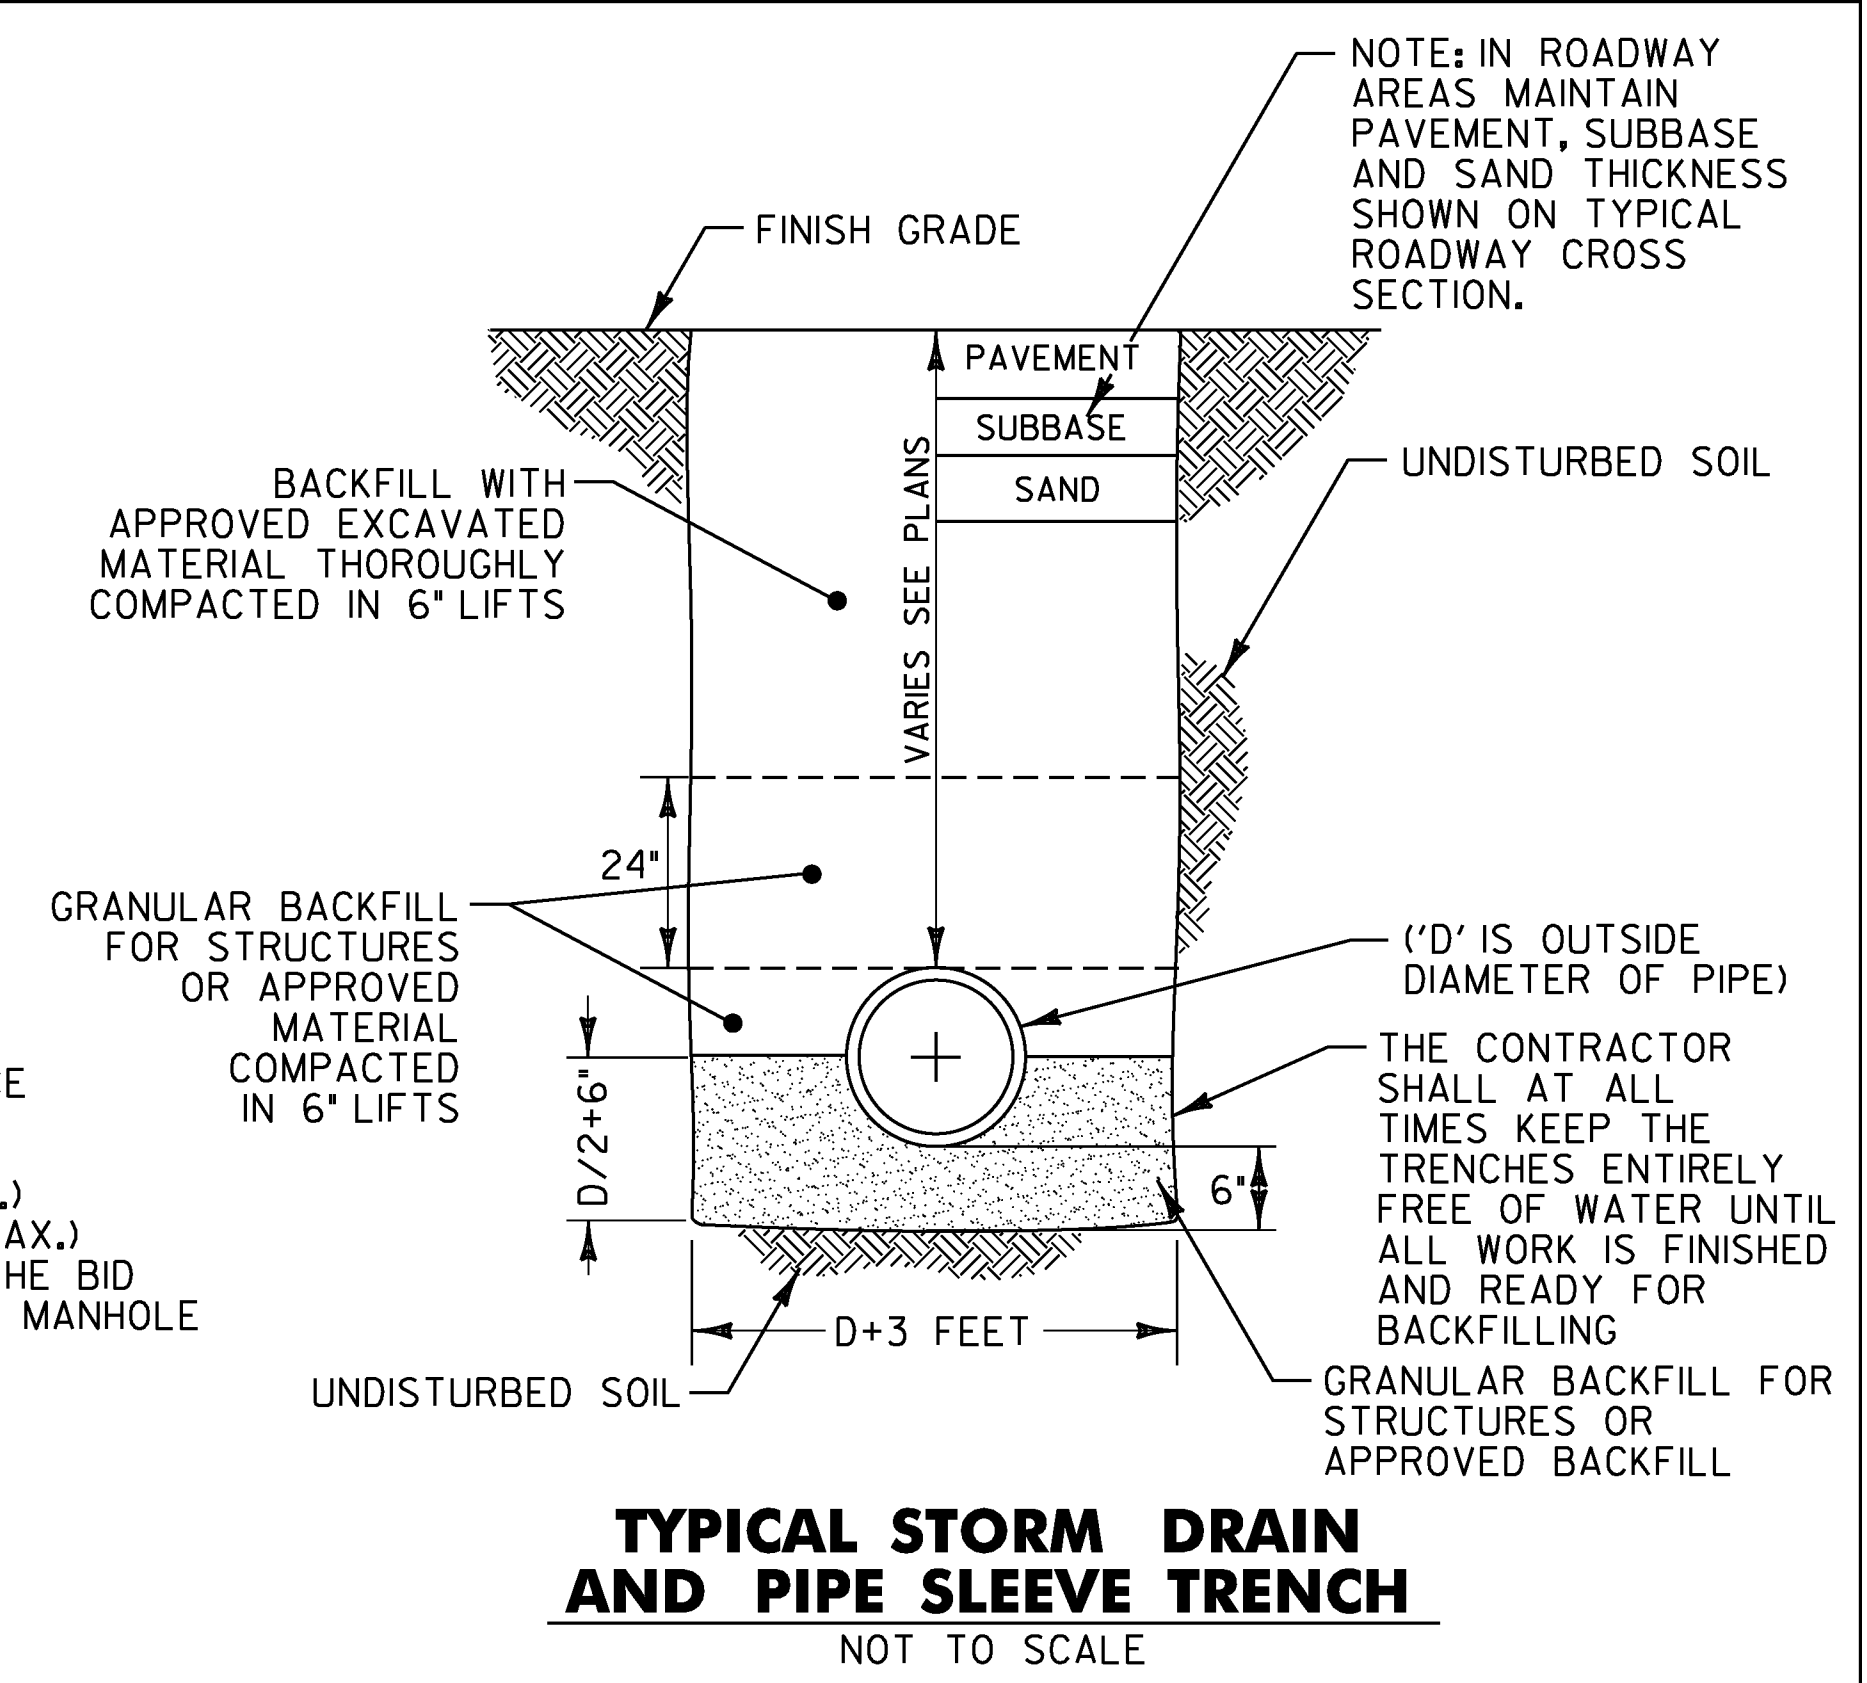 NOTE: IN ROADWAY
AREAS MAINTAIN
PAVEMENT, SUBBASE
AND SAND THICKNESS
SHOWN ON TYPICAL
ROADWAY CROSS
SECTION.
FINISH GRADE
PAVEMENT
SUBBASE
SAND
VARIES SEE PLANS
UNDISTURBED SOIL
BACKFILL WITH
APPROVED EXCAVATED
MATERIAL THOROUGHLY
COMPACTED IN 6" LIFTS
24"
GRANULAR BACKFILL
FOR STRUCTURES
OR APPROVED
MATERIAL
COMPACTED
IN 6" LIFTS
('D' IS OUTSIDE
DIAMETER OF PIPE)
THE CONTRACTOR
SHALL AT ALL
TIMES KEEP THE
TRENCHES ENTIRELY
FREE OF WATER UNTIL
ALL WORK IS FINISHED
AND READY FOR
BACKFILLING
D/2+6"
6"
E
.)
AX.)
HE BID
MANHOLE
D+3 FEET
UNDISTURBED SOIL
GRANULAR BACKFILL FOR
STRUCTURES OR
APPROVED BACKFILL
TYPICAL STORM DRAIN
AND PIPE SLEEVE TRENCH
NOT TO SCALE